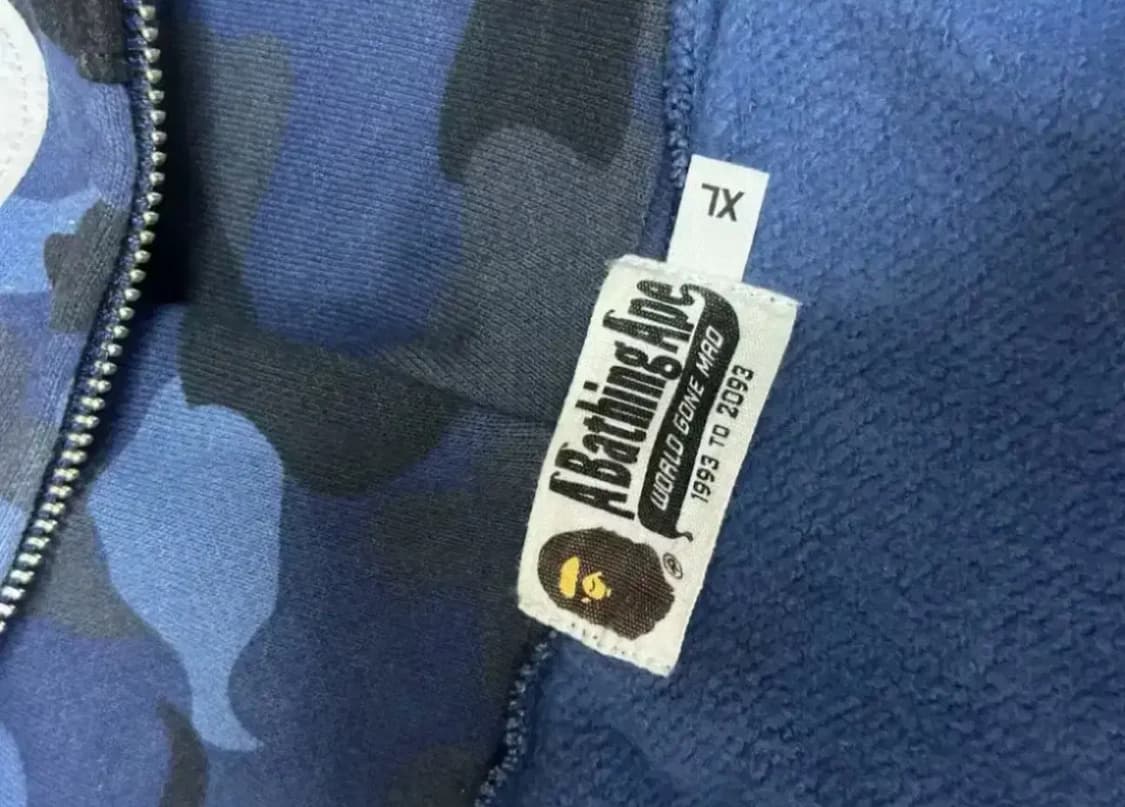 XL
A Bathing Ape
WORLD GONE MAD
1993 TO 2093
®